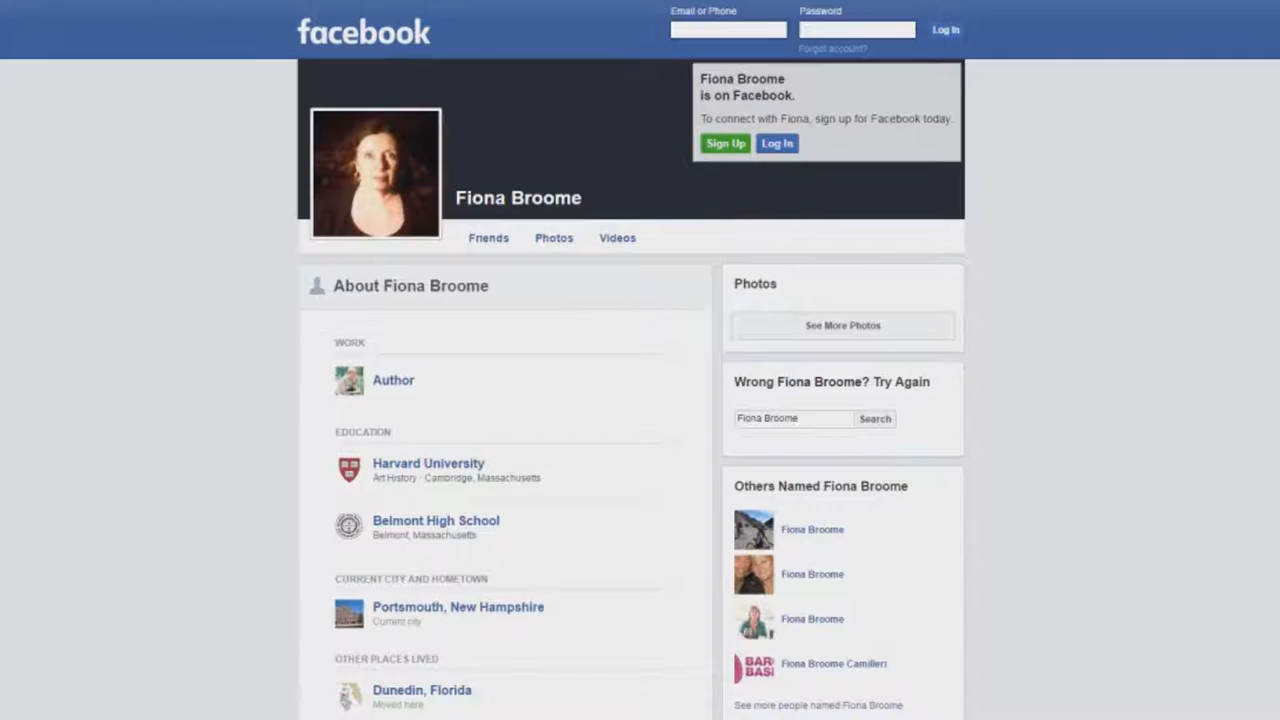 facebook
Email or Phone
Password
Log In
Forgot account?
Fiona Broome
is on Facebook.
To connect with Fiona, sign up for Facebook today.
Sign Up
Log In
Fiona Broome
Friends
Photos
Videos
About Fiona Broome
WORK
Author
EDUCATION
Harvard University
Art History · Cambridge, Massachusetts
Belmont High School
Belmont, Massachusetts
CURRENT CITY AND HOMETOWN
Portsmouth, New Hampshire
Current city
OTHER PLACES LIVED
Dunedin, Florida
Moved here
Photos
See More Photos
Wrong Fiona Broome? Try Again
Fiona Broome
Search
Others Named Fiona Broome
Fiona Broome
Fiona Broome
Fiona Broome
BAR
BAS
Fiona Broome Camilleri
See more people named Fiona Broome